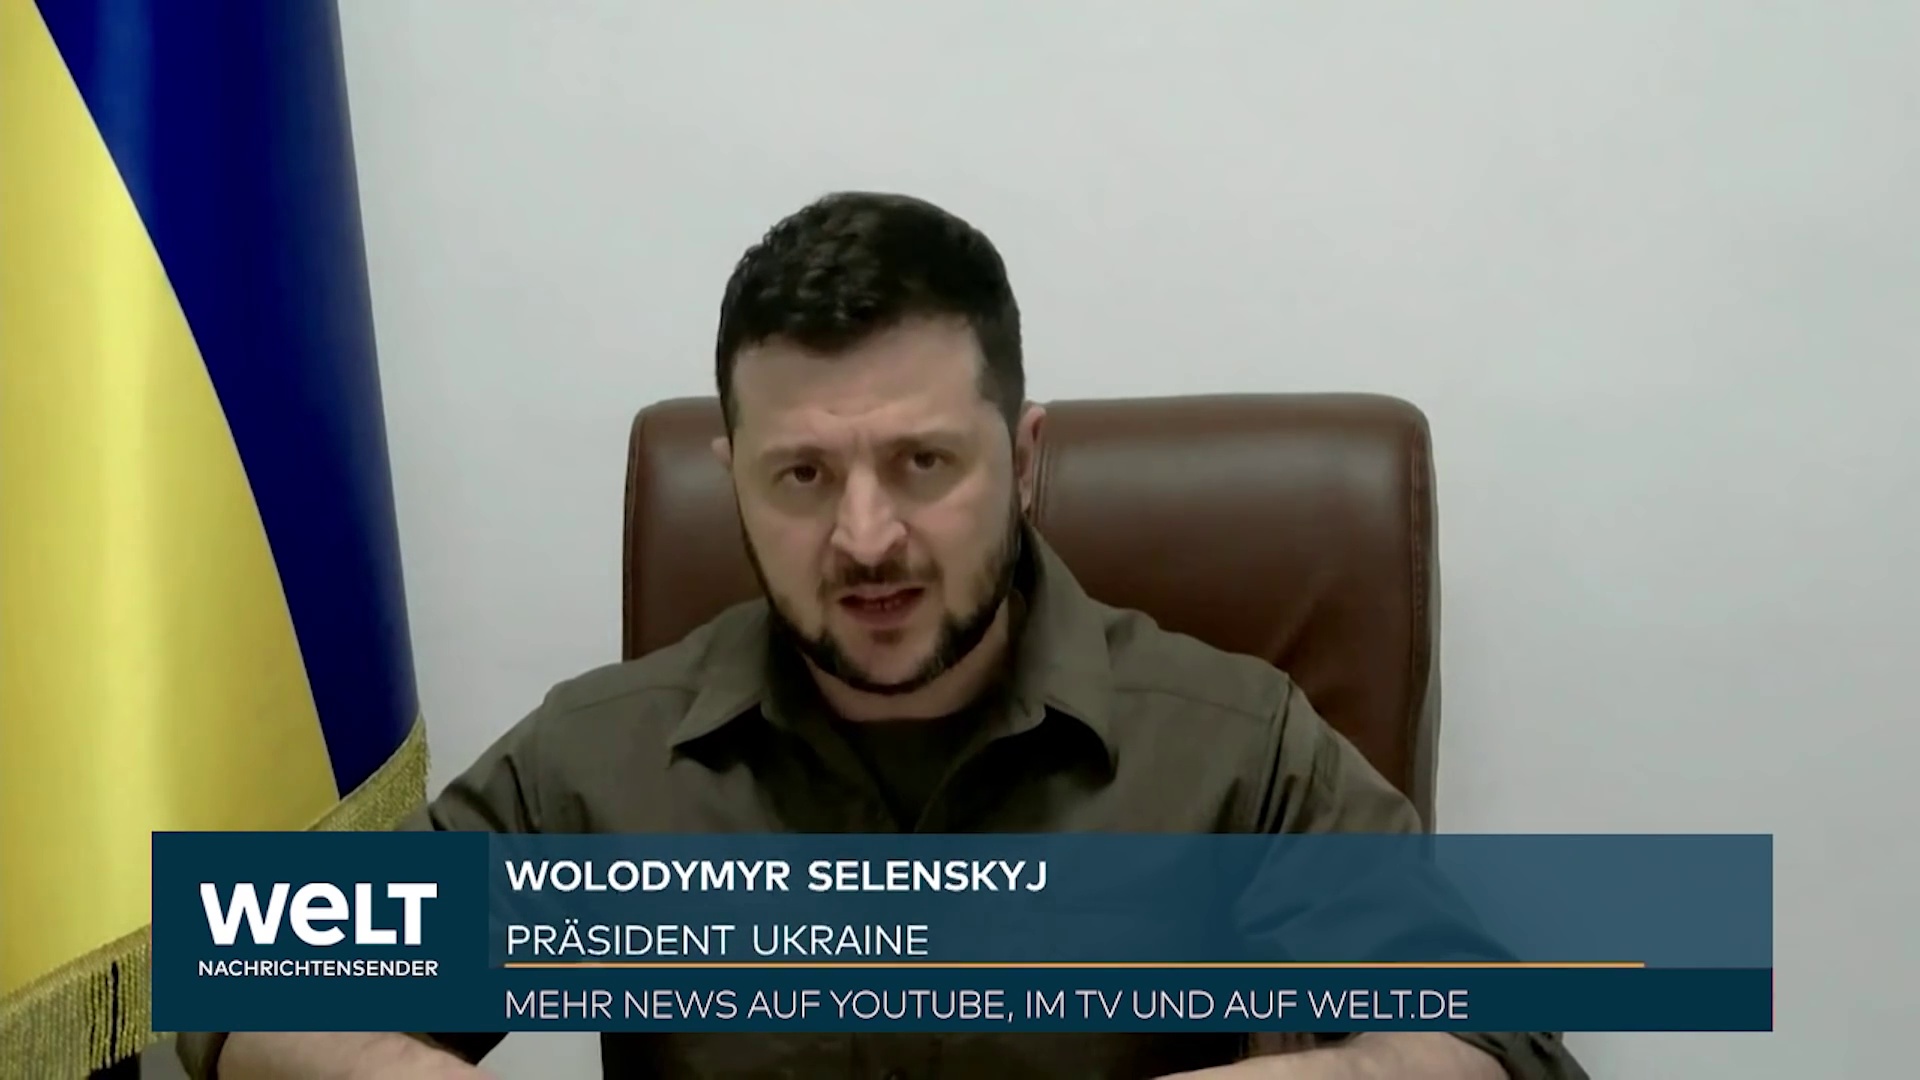 WOLODYMYR SELENSKYJ
PRÄSIDENT UKRAINE
WELT
NACHRICHTENSENDER
MEHR NEWS AUF YOUTUBE, IM TV UND AUF WELT.DE